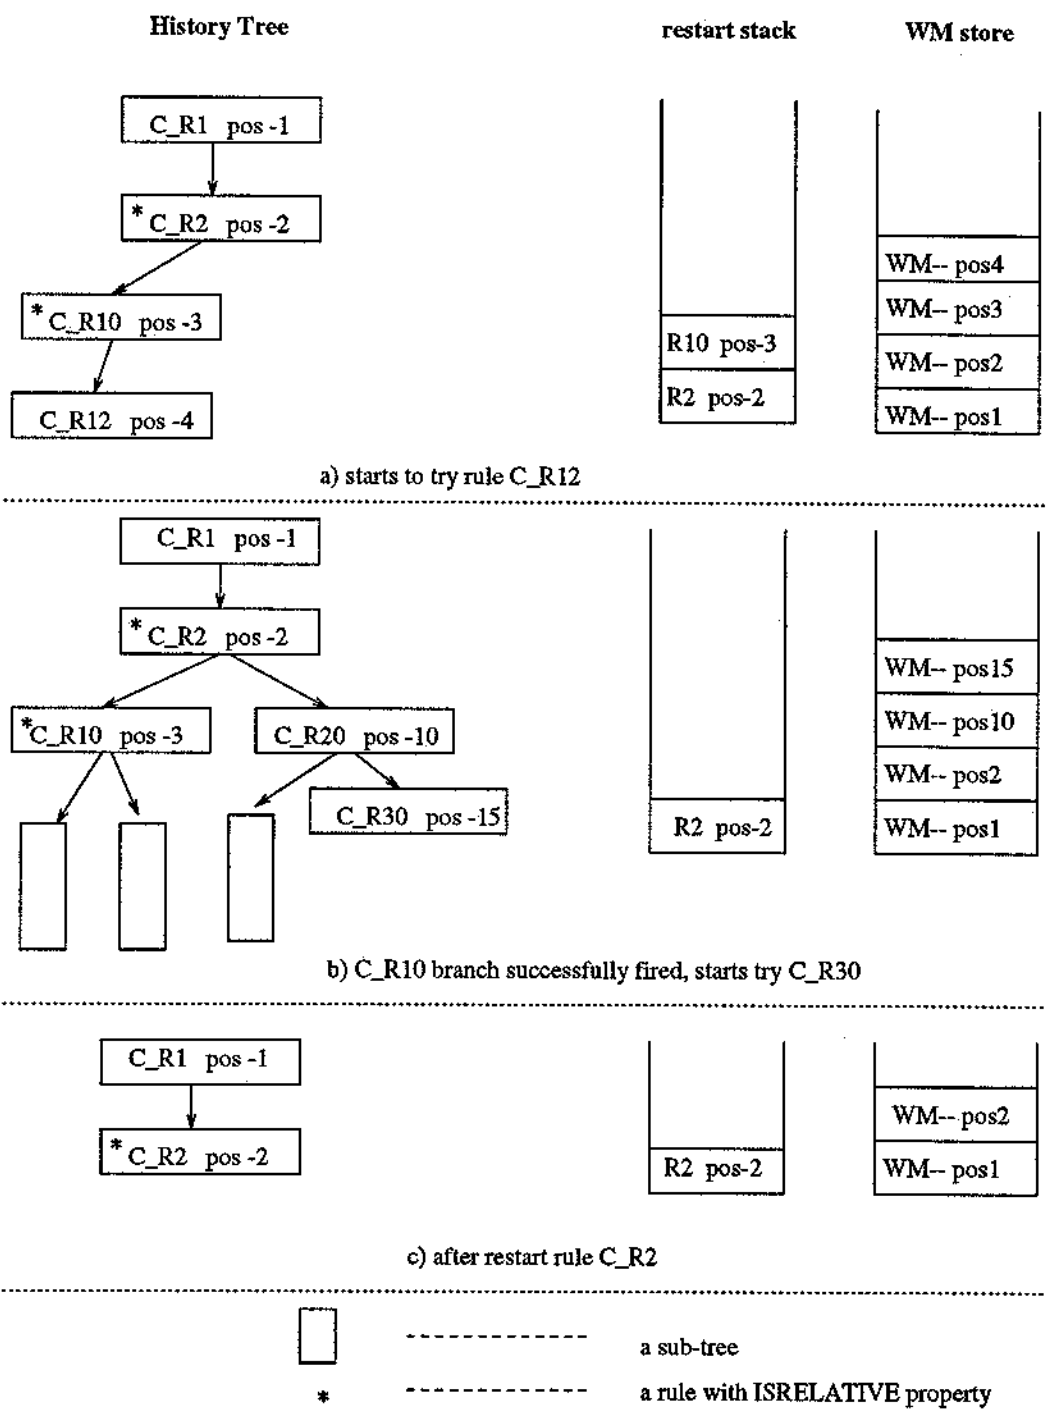 History Tree
restart stack
WM store
C_R1 pos -1
* C_R2 pos -2
* C_R10 pos -3
C_R12 pos -4
R10 pos-3
R2 pos-2
WM-- pos4
WM-- pos3
WM-- pos2
WM-- pos1
a) starts to try rule C_R12
C_R1 pos -1
* C_R2 pos -2
*C_R10 pos -3
C_R20 pos -10
C_R30 pos -15
R2 pos-2
WM-- pos15
WM-- pos10
WM-- pos2
WM-- pos1
b) C_R10 branch successfully fired, starts try C_R30
C_R1 pos -1
* C_R2 pos -2
R2 pos-2
WM-- pos2
WM-- pos1
c) after restart rule C_R2
a sub-tree
* a rule with ISRELATIVE property